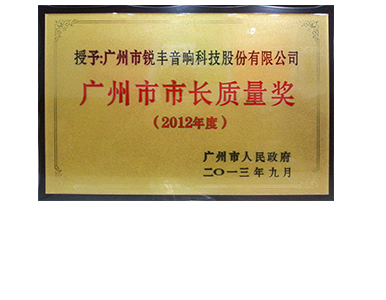 授予:广州市锐丰音响科技股份有限公司
广州市市长质量奖
(2012年度)
广州市人民政府
二〇一三年九月